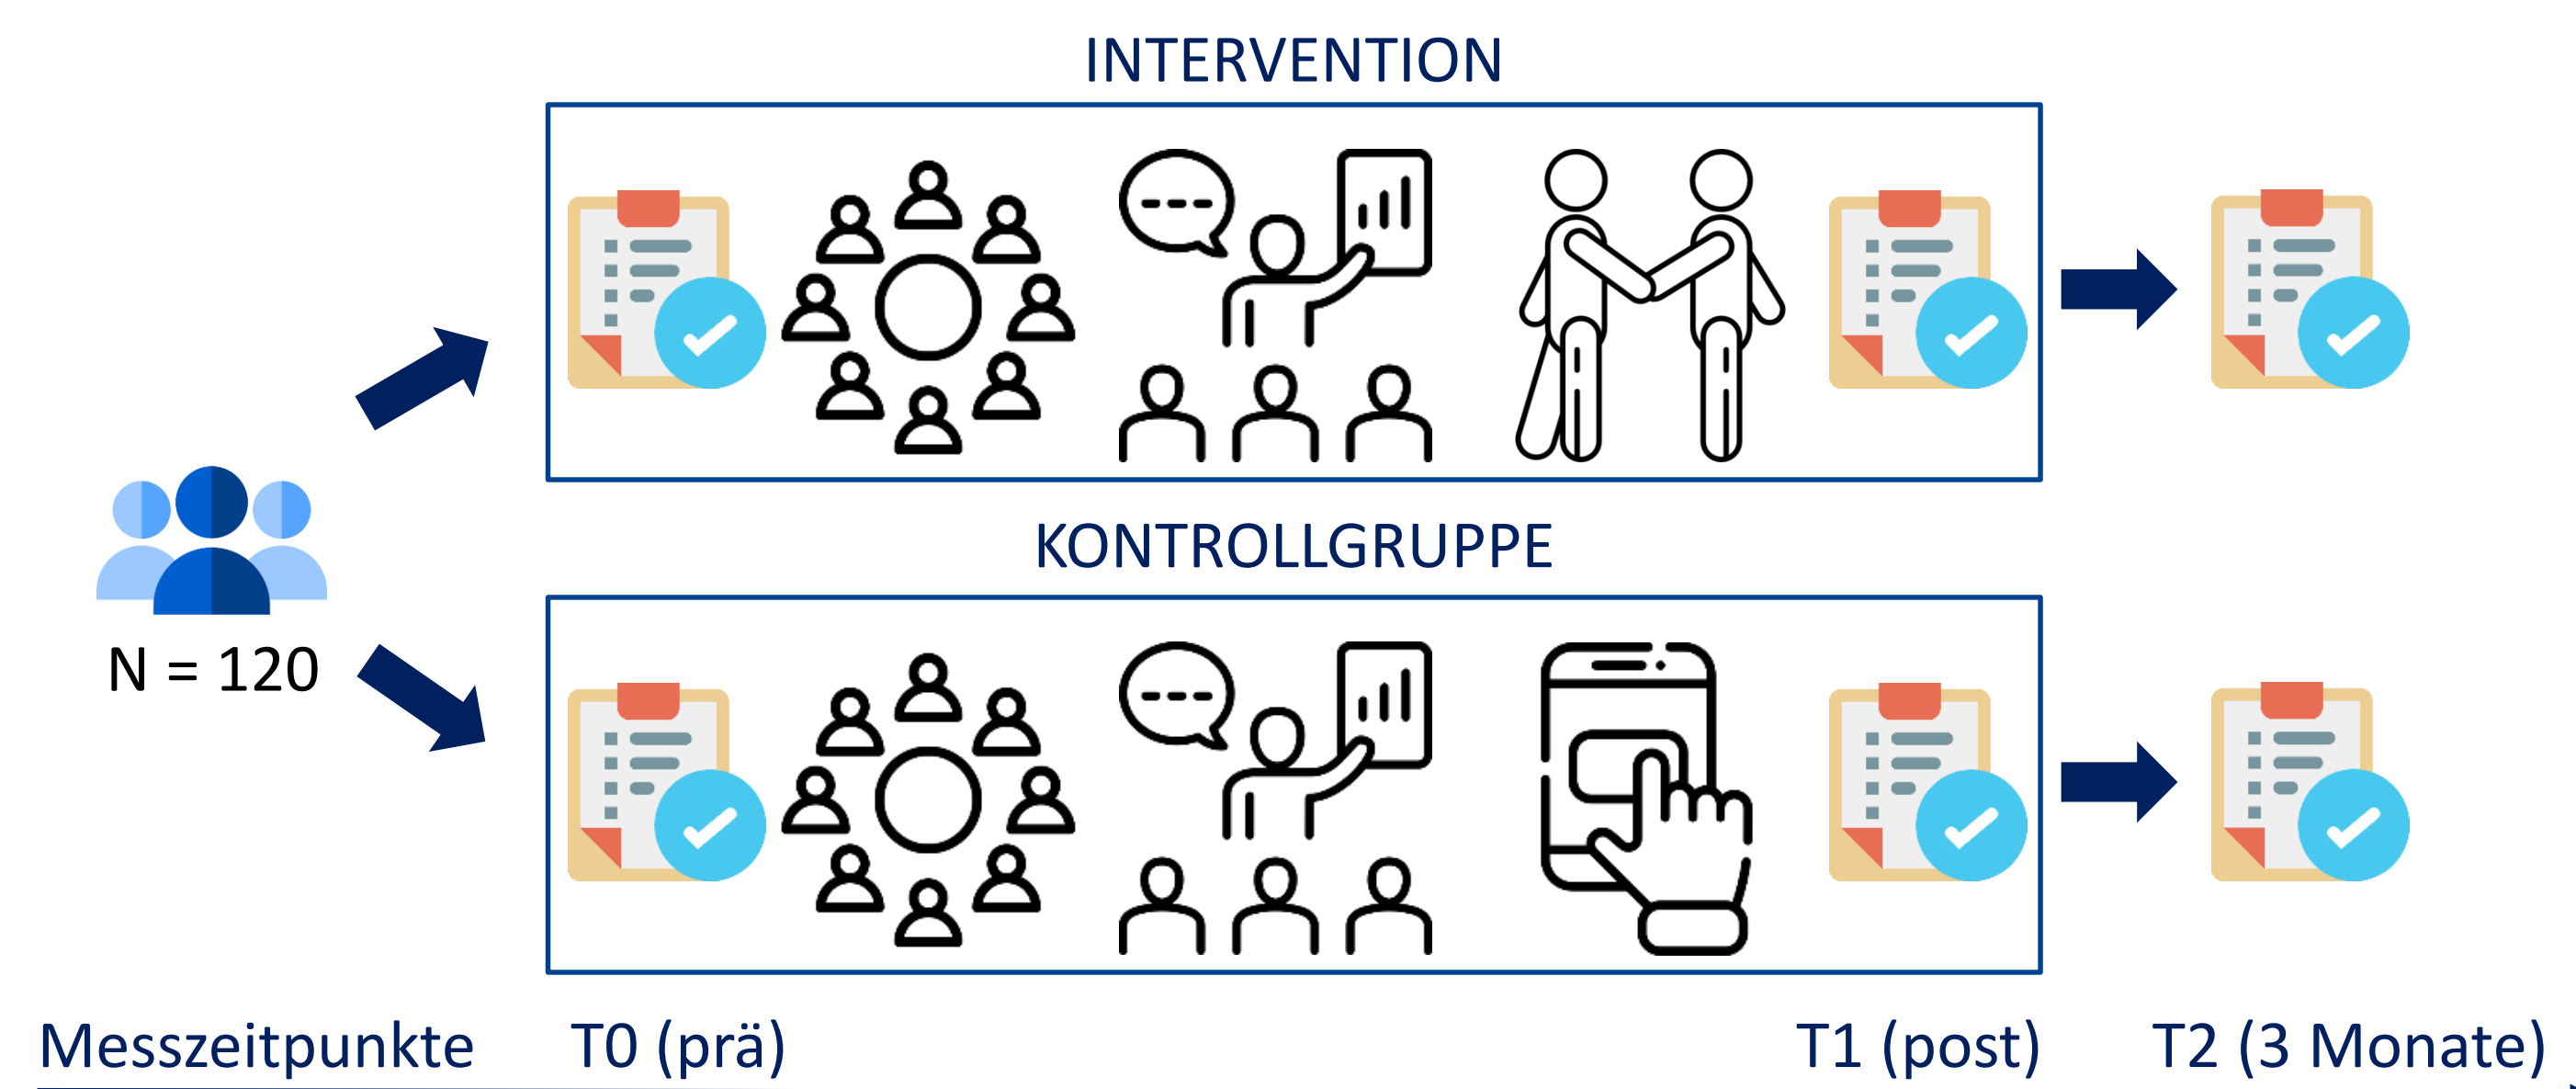 INTERVENTION
KONTROLLGRUPPE
N = 120
Messzeitpunkte T0 (prä) T1 (post) T2 (3 Monate)